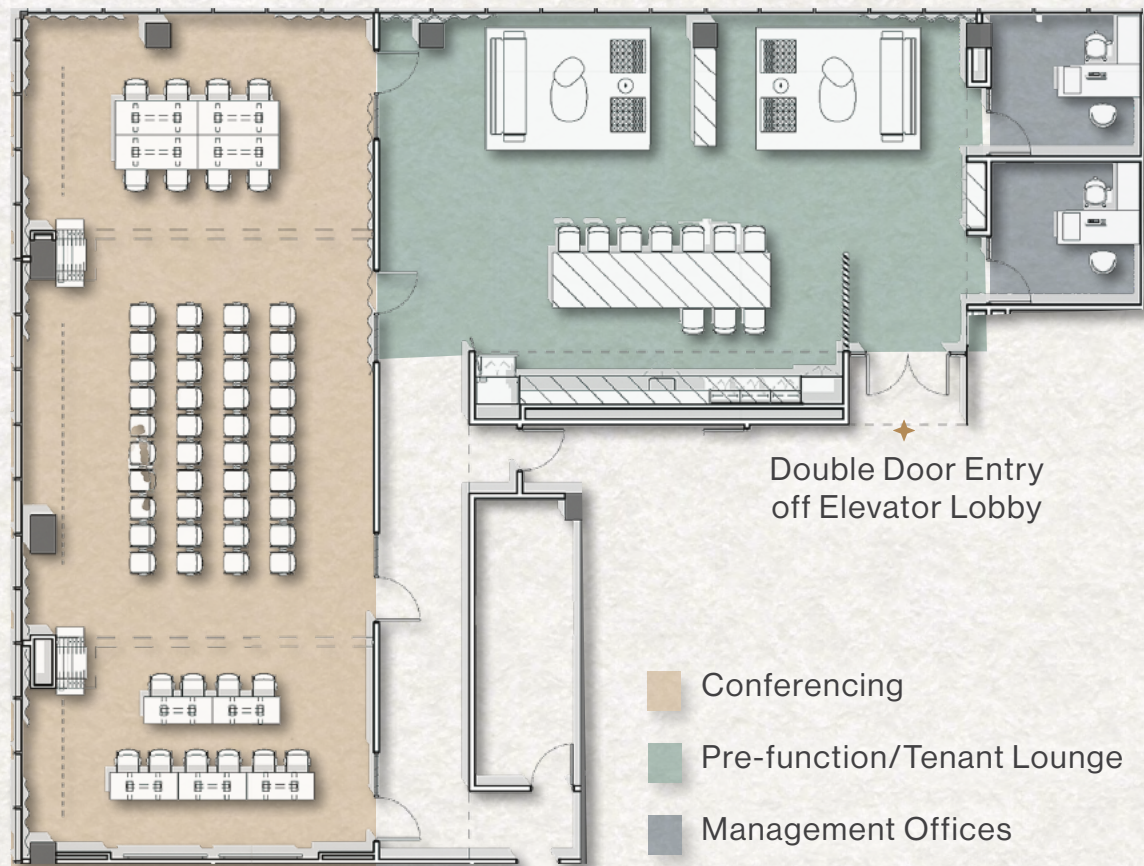 Double Door Entry
off Elevator Lobby
Conferencing
Pre-function/Tenant Lounge
Management Offices